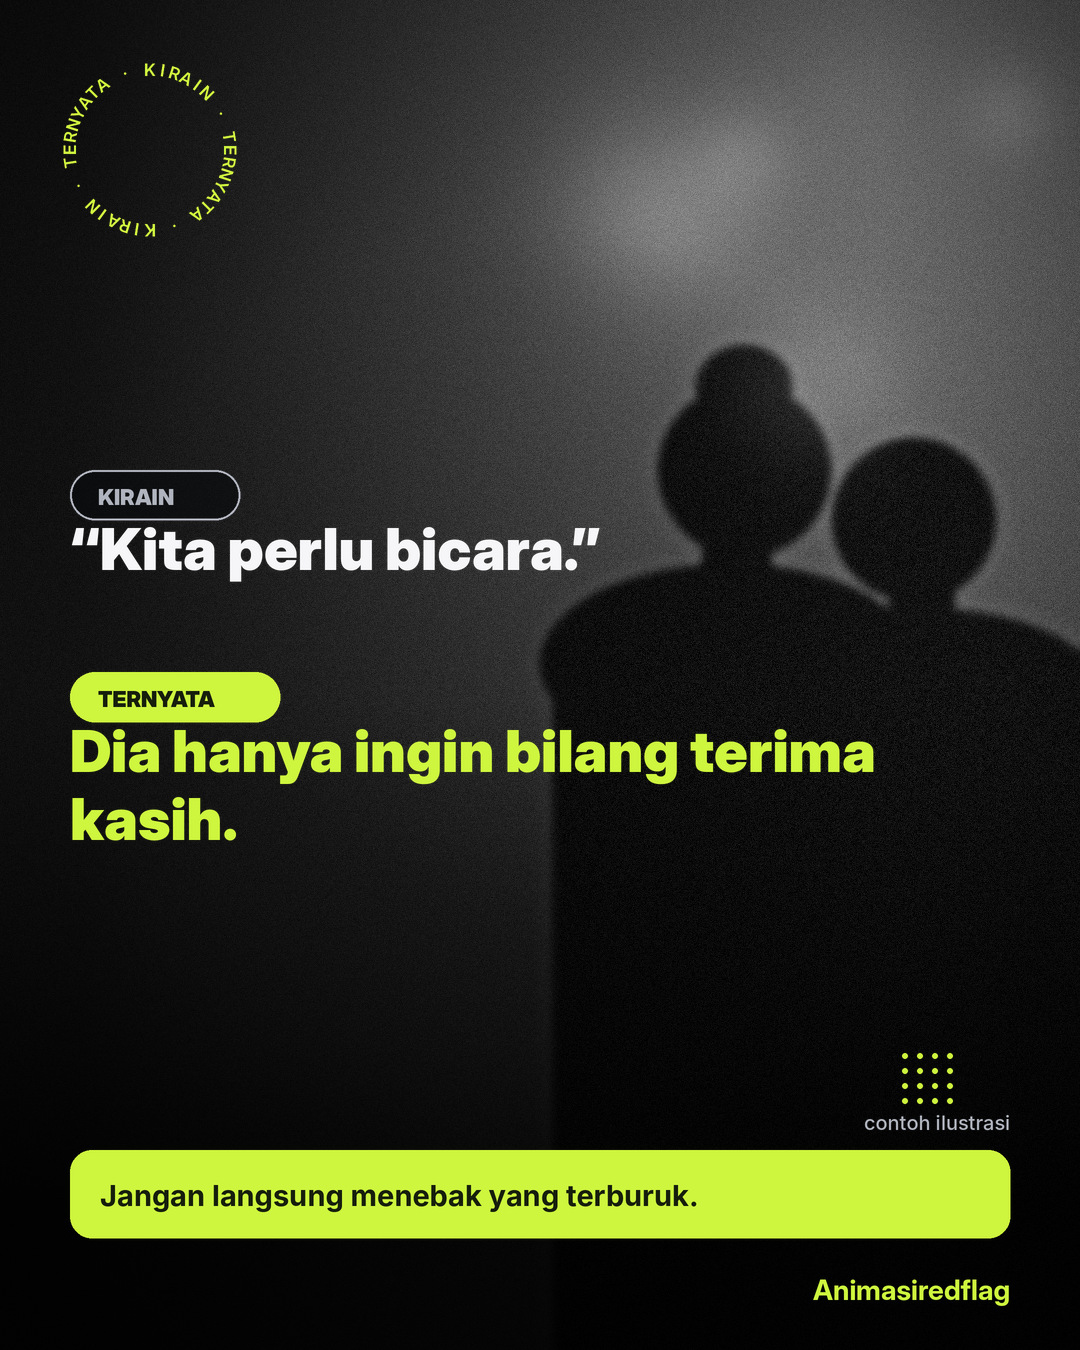 KIRAIN · TERNYATA · KIRAIN · TERNYATA ·
KIRAIN
“Kita perlu bicara.”
TERNYATA
Dia hanya ingin bilang terima
kasih.
contoh ilustrasi
Jangan langsung menebak yang terburuk.
Animasiredflag